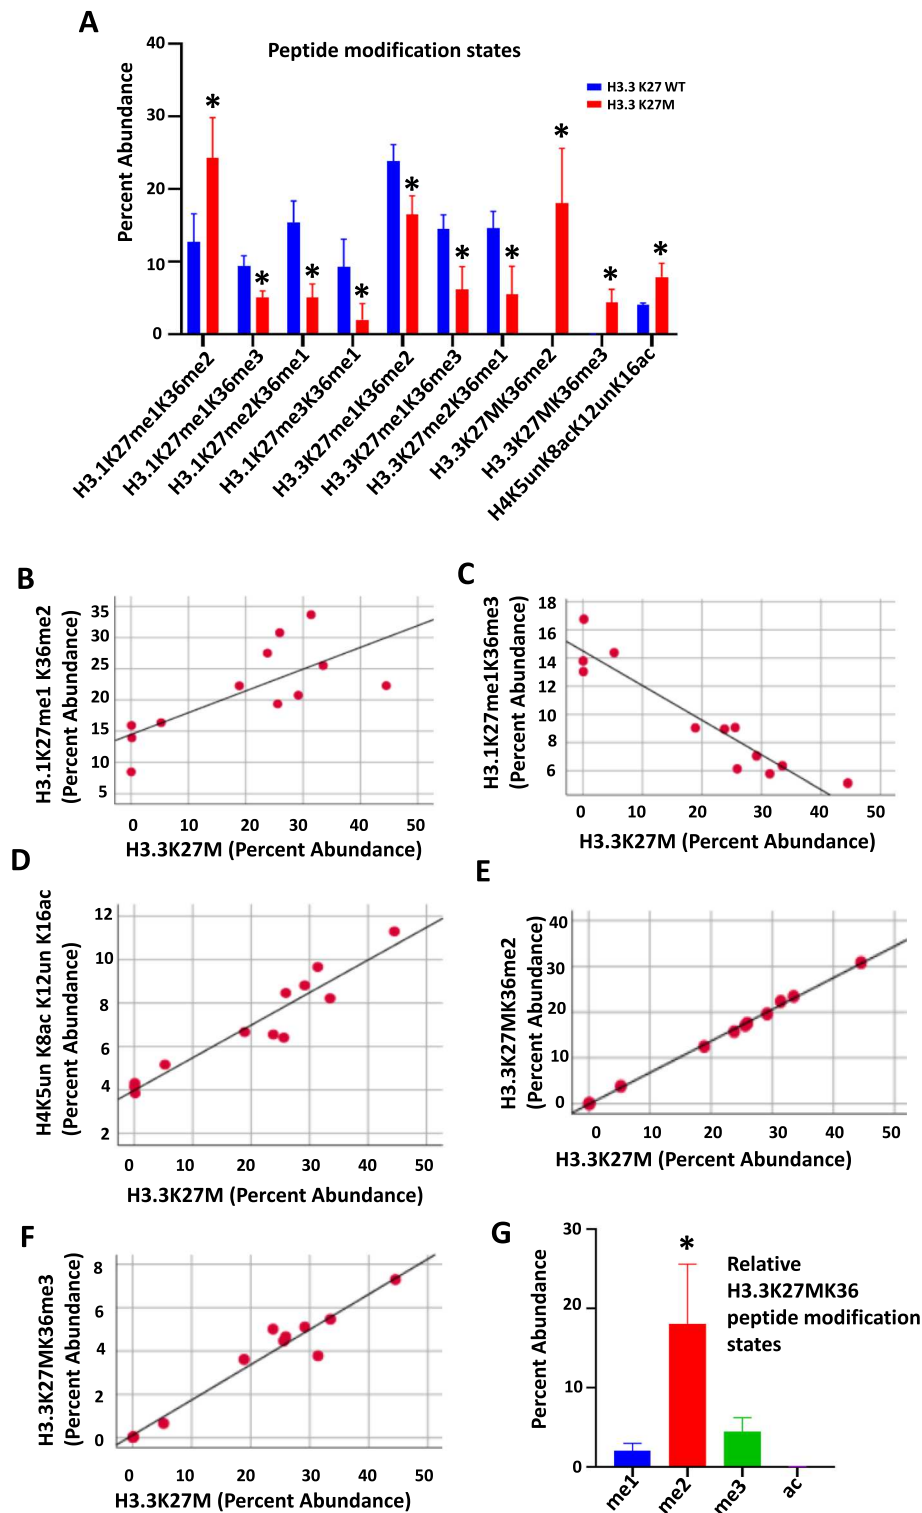 A
Peptide modification states
Percent Abundance
40
30
20
10
0
H3.3 K27 WT
H3.3 K27M
*
*
*
*
*
*
*
*
*
*
H3.1K27me1K36me2
H3.1K27me1K36me3
H3.1K27me2K36me1
H3.1K27me3K36me1
H3.3K27me1K36me2
H3.3K27me1K36me3
H3.3K27me2K36me1
H3.3K27MK36me2
H3.3K27MK36me3
H4K5unK8acK12unK16ac
B
H3.1K27me1 K36me2
(Percent Abundance)
35
30
25
20
15
10
5
0 10 20 30 40 50
H3.3K27M (Percent Abundance)
C
H3.1K27me1K36me3
(Percent Abundance)
18
16
14
12
10
8
6
0 10 20 30 40 50
H3.3K27M (Percent Abundance)
D
H4K5un K8ac K12un K16ac
(Percent Abundance)
12
10
8
6
4
2
0 10 20 30 40 50
H3.3K27M (Percent Abundance)
E
H3.3K27MK36me2
(Percent Abundance)
40
30
20
10
0
0 10 20 30 40 50
H3.3K27M (Percent Abundance)
F
H3.3K27MK36me3
(Percent Abundance)
8
6
4
2
0
0 10 20 30 40 50
H3.3K27M (Percent Abundance)
G
Percent Abundance
30
20
10
0
*
Relative
H3.3K27MK36
peptide modification
states
me1
me2
me3
ac